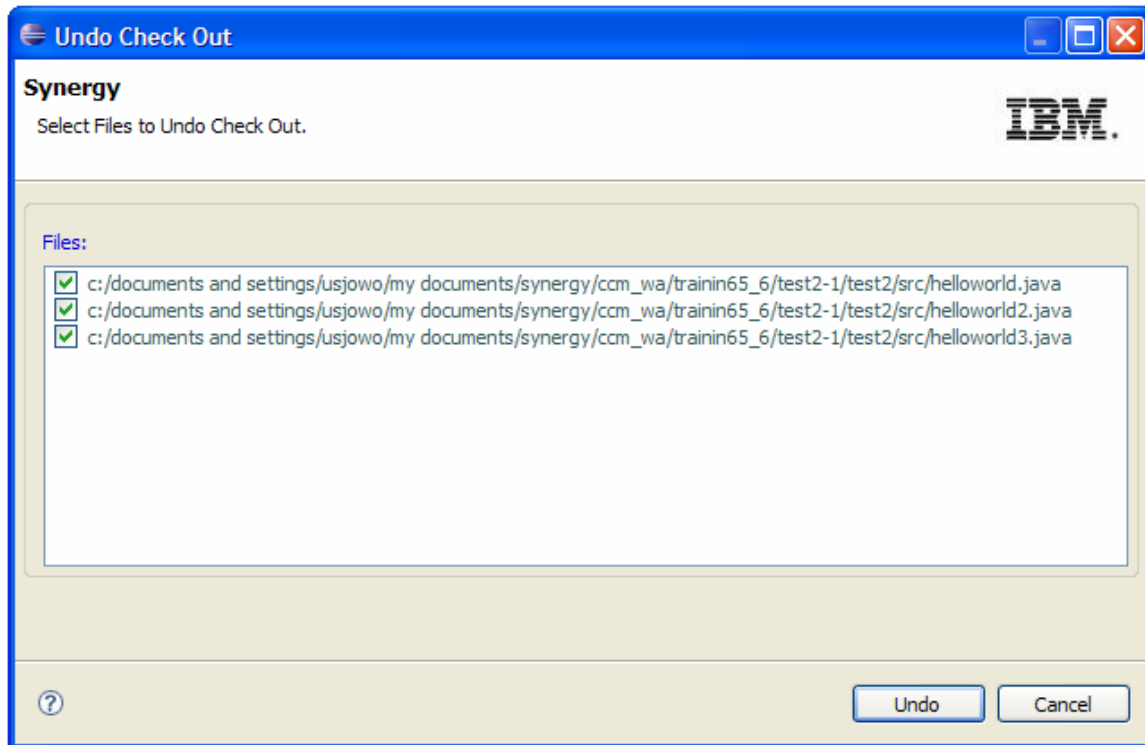 Undo Check Out
Synergy
Select Files to Undo Check Out.
IBM.
Files:
c:/documents and settings/usjowo/my documents/synergy/ccm_wa/trainin65_6/test2-1/test2/src/helloworld.java
c:/documents and settings/usjowo/my documents/synergy/ccm_wa/trainin65_6/test2-1/test2/src/helloworld2.java
c:/documents and settings/usjowo/my documents/synergy/ccm_wa/trainin65_6/test2-1/test2/src/helloworld3.java
?
Undo
Cancel